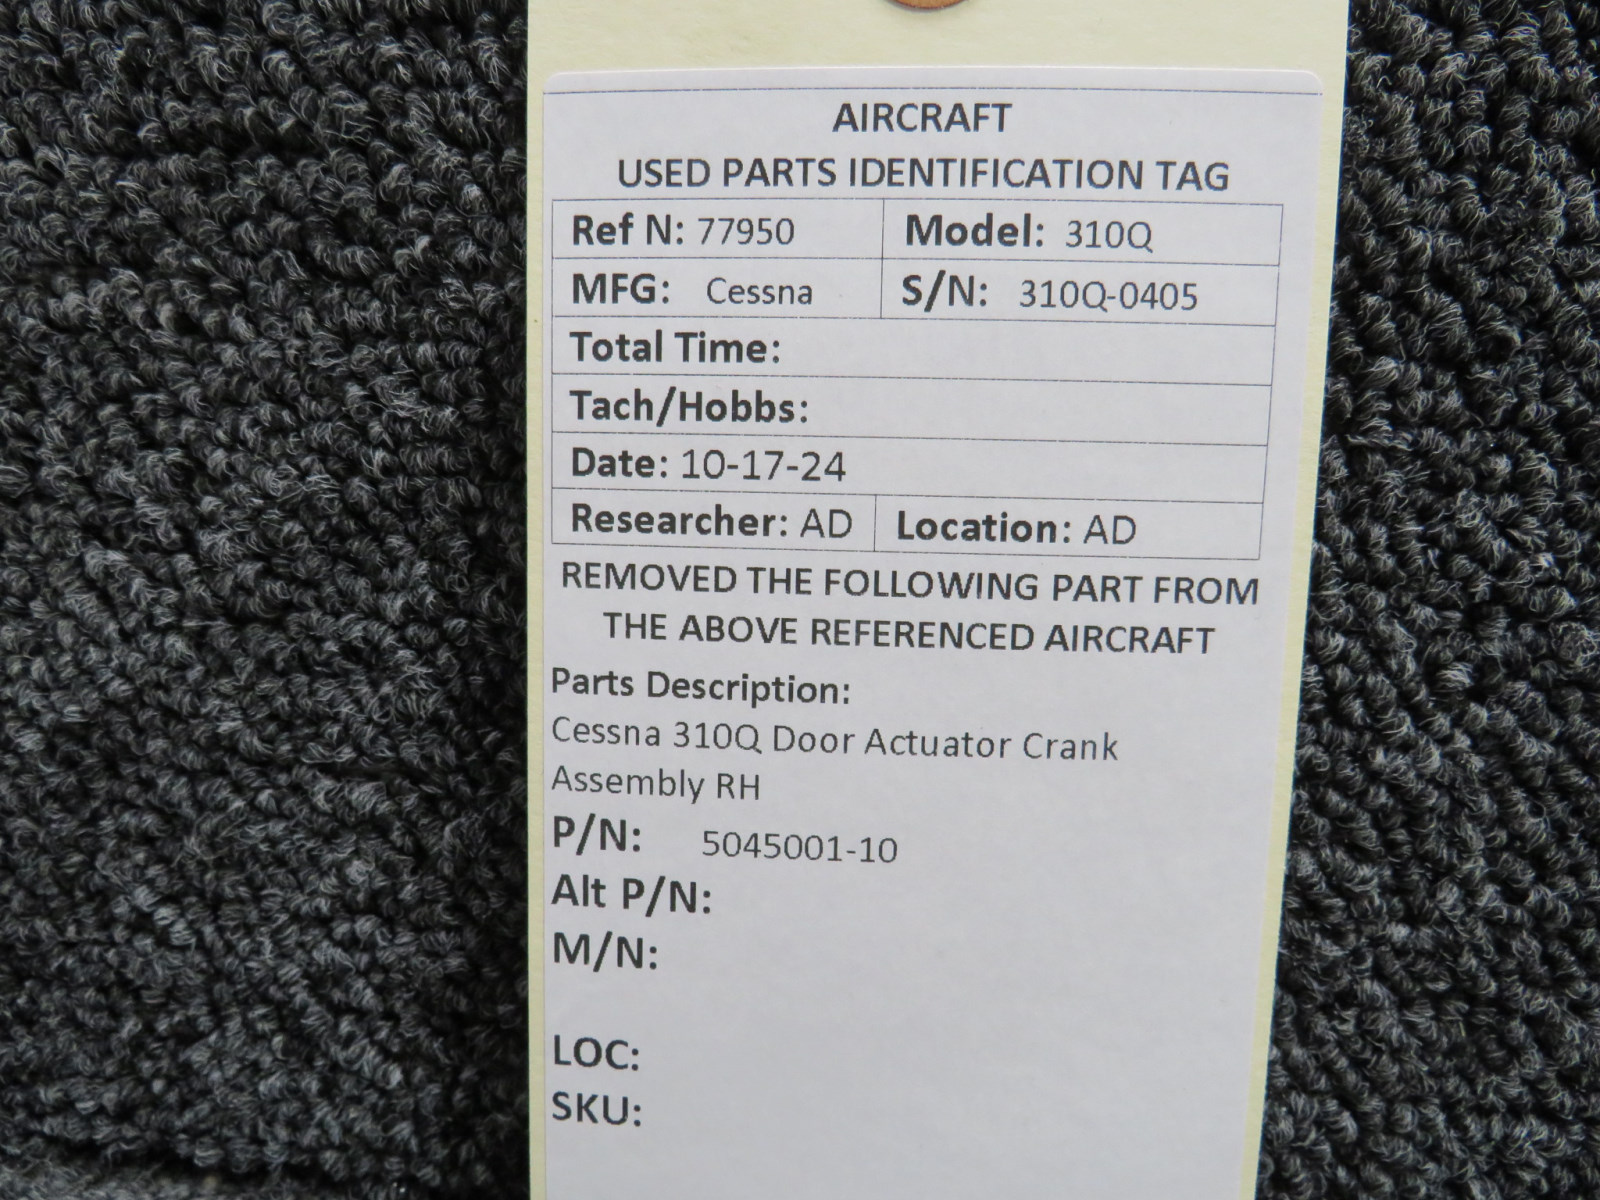 AIRCRAFT
USED PARTS IDENTIFICATION TAG
Ref N: 77950 Model: 310Q
MFG: Cessna S/N: 310Q-0405
Total Time:
Tach/Hobbs:
Date: 10-17-24
Researcher: AD Location: AD
REMOVED THE FOLLOWING PART FROM
THE ABOVE REFERENCED AIRCRAFT
Parts Description:
Cessna 310Q Door Actuator Crank
Assembly RH
P/N: 5045001-10
Alt P/N:
M/N:
LOC:
SKU: